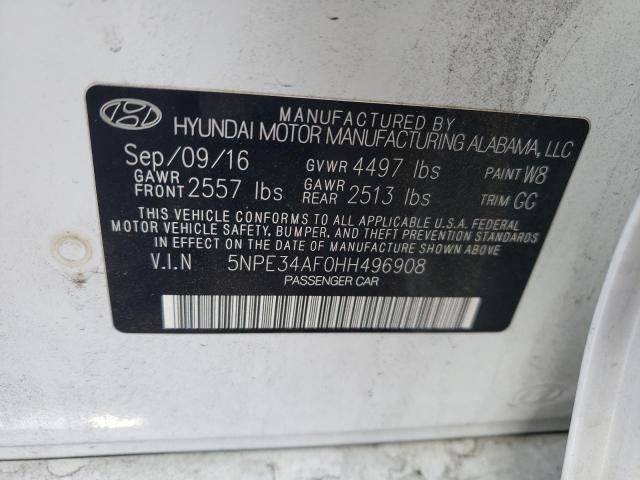 MANUFACTURED BY
HYUNDAI MOTOR MANUFACTURING ALABAMA, LLC
Sep/09/16 GVWR 4497 lbs PAINT W8
GAWR FRONT 2557 lbs GAWR REAR 2513 lbs TRIM GG
THIS VEHICLE CONFORMS TO ALL APPLICABLE U.S.A. FEDERAL
MOTOR VEHICLE SAFETY, BUMPER, AND THEFT PREVENTION
STANDARDS IN EFFECT ON THE DATE OF MANUFACTURE SHOWN ABOVE
V.I.N 5NPE34AF0HH496908
PASSENGER CAR